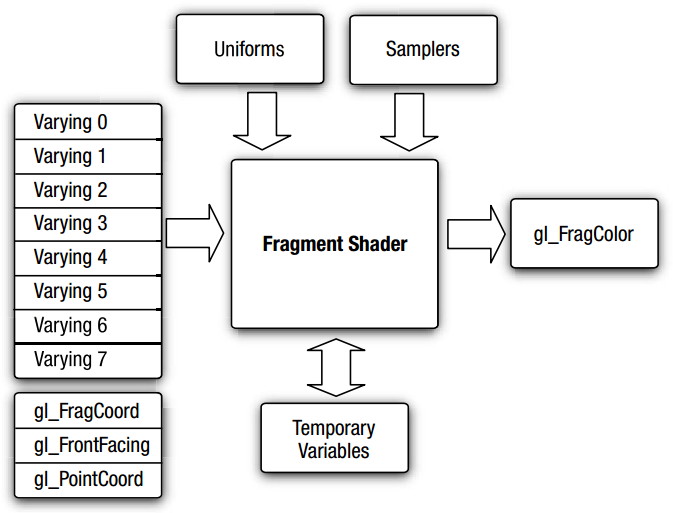 Uniforms
Samplers
Varying 0
Varying 1
Varying 2
Varying 3
Varying 4
Varying 5
Varying 6
Varying 7
Fragment Shader
gl_FragColor
gl_FragCoord
gl_FrontFacing
gl_PointCoord
Temporary
Variables